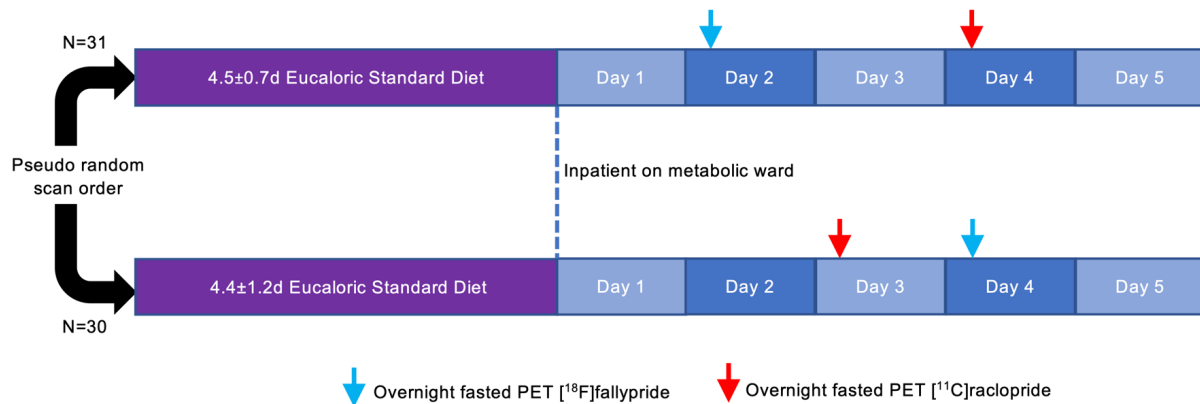 N=31
4.5±0.7d Eucaloric Standard Diet
Day 1
Day 2
Day 3
Day 4
Day 5
Pseudo random
scan order
Inpatient on metabolic ward
4.4±1.2d Eucaloric Standard Diet
Day 1
Day 2
Day 3
Day 4
Day 5
N=30
Overnight fasted PET [¹⁸F]fallypride
Overnight fasted PET [¹¹C]raclopride